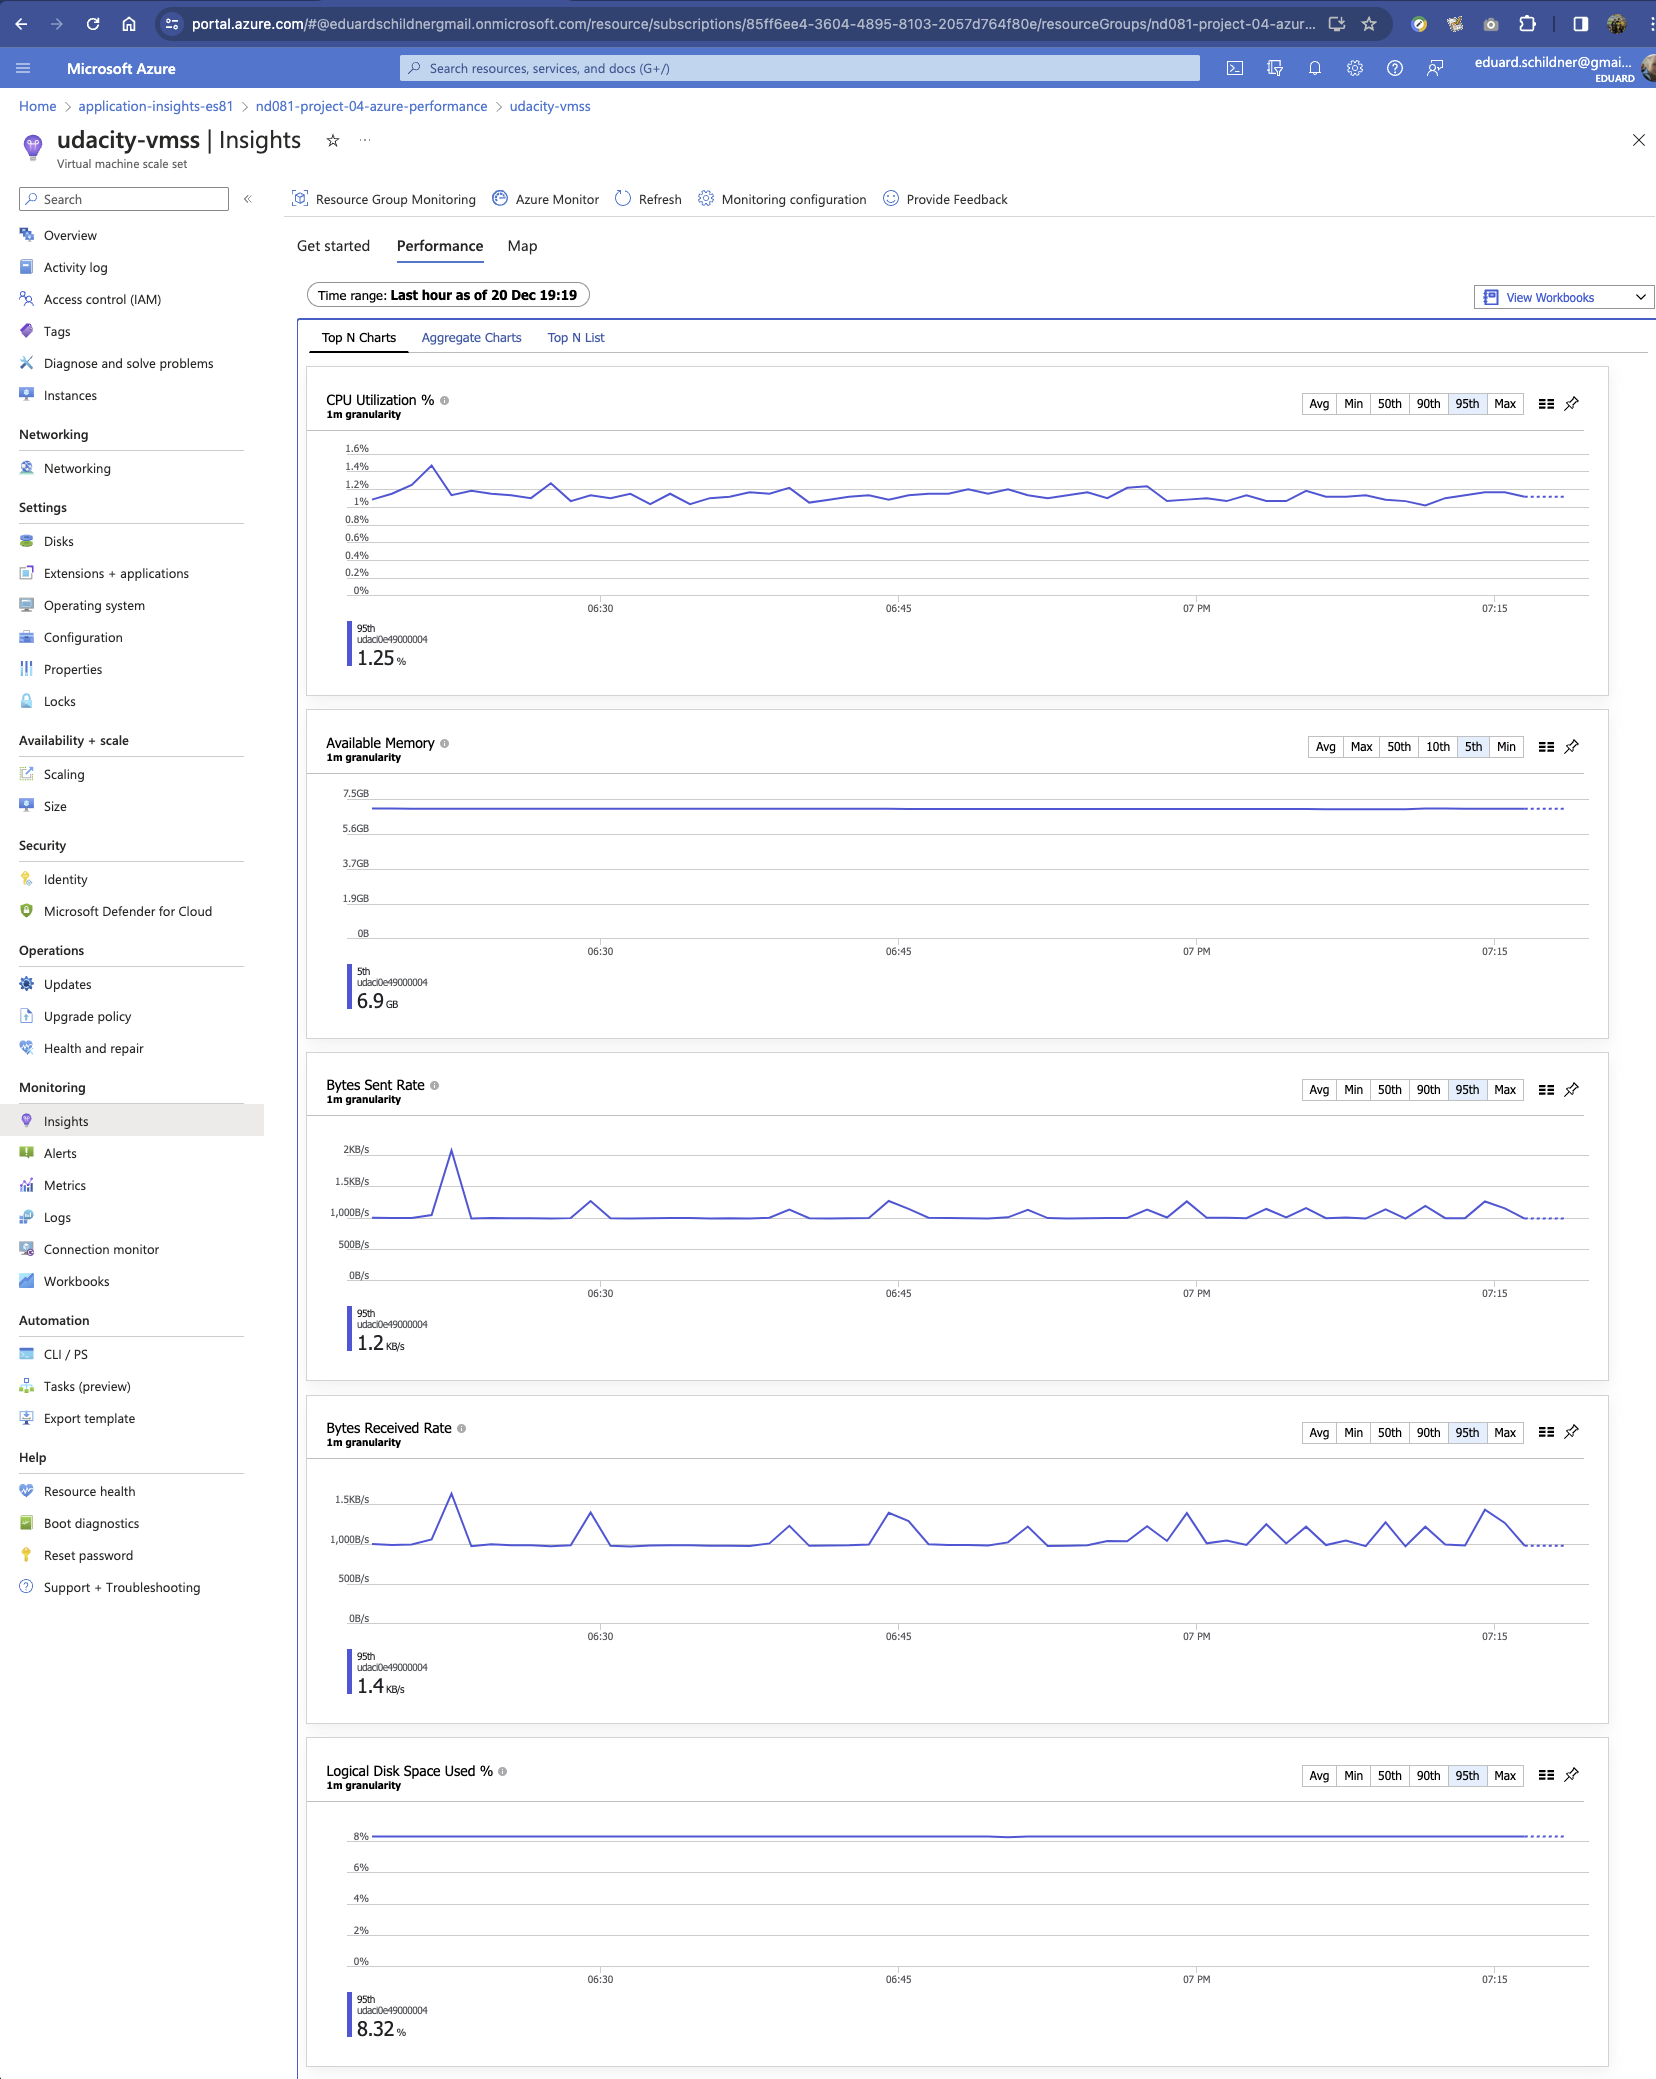 portal.azure.com/#@eduardschildnergmail.onmicrosoft.com/resource/subscriptions/85ff6ee4-3604-4895-8103-2057d764f80e/resourceGroups/nd081-project-04-azur...
Microsoft Azure
Search resources, services, and docs (G+/)
eduard.schildner@gmai...
EDUARD
Home > application-insights-es81 > nd081-project-04-azure-performance > udacity-vmss
udacity-vmss | Insights
Virtual machine scale set
Search
Overview
Activity log
Access control (IAM)
Tags
Diagnose and solve problems
Instances
Networking
Networking
Settings
Disks
Extensions + applications
Operating system
Configuration
Properties
Locks
Availability + scale
Scaling
Size
Security
Identity
Microsoft Defender for Cloud
Operations
Updates
Upgrade policy
Health and repair
Monitoring
Insights
Alerts
Metrics
Logs
Connection monitor
Workbooks
Automation
CLI / PS
Tasks (preview)
Export template
Help
Resource health
Boot diagnostics
Reset password
Support + Troubleshooting
Resource Group Monitoring Azure Monitor Refresh Monitoring configuration Provide Feedback
Get started Performance Map
Time range: Last hour as of 20 Dec 19:19
View Workbooks
Top N Charts Aggregate Charts Top N List
CPU Utilization %
1m granularity
Avg Min 50th 90th 95th Max
1.6%
1.4%
1.2%
1%
0.8%
0.6%
0.4%
0.2%
0%
06:30 06:45 07 PM 07:15
95th
udaci0e49000004
1.25 %
Available Memory
1m granularity
Avg Max 50th 10th 5th Min
7.5GB
5.6GB
3.7GB
1.9GB
0B
06:30 06:45 07 PM 07:15
5th
udaci0e49000004
6.9 GB
Bytes Sent Rate
1m granularity
Avg Min 50th 90th 95th Max
2KB/s
1.5KB/s
1,000B/s
500B/s
0B/s
06:30 06:45 07 PM 07:15
95th
udaci0e49000004
1.2 KB/s
Bytes Received Rate
1m granularity
Avg Min 50th 90th 95th Max
1.5KB/s
1,000B/s
500B/s
0B/s
06:30 06:45 07 PM 07:15
95th
udaci0e49000004
1.4 KB/s
Logical Disk Space Used %
1m granularity
Avg Min 50th 90th 95th Max
8%
6%
4%
2%
0%
06:30 06:45 07 PM 07:15
95th
udaci0e49000004
8.32 %